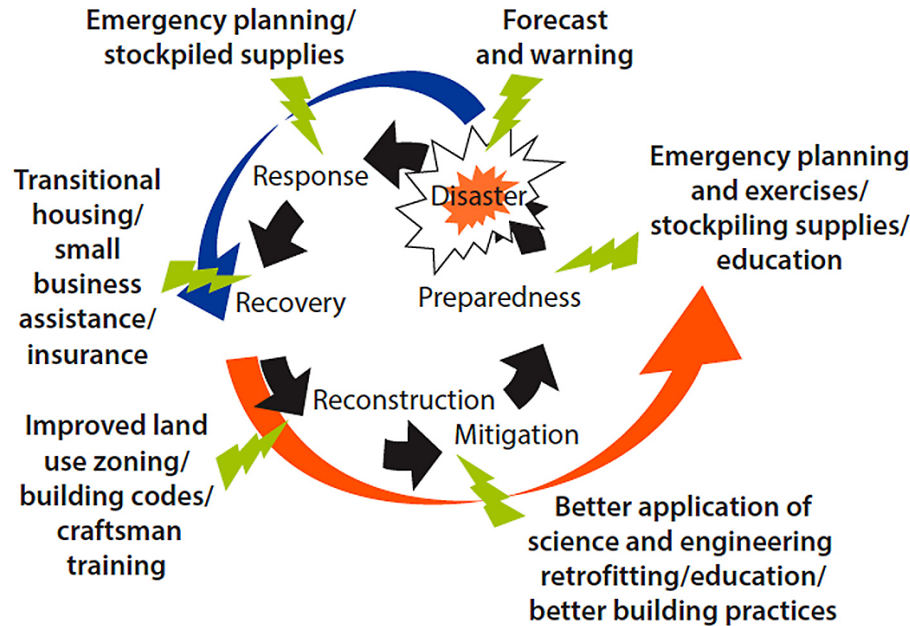 Emergency planning/
stockpiled supplies
Forecast
and warning
Emergency planning
and exercises/
stockpiling supplies/
education
Disaster
Response
Transitional
housing/
small
business
assistance/
insurance
Recovery
Preparedness
Reconstruction
Mitigation
Improved land
use zoning/
building codes/
craftsman
training
Better application of
science and engineering
retrofitting/education/
better building practices